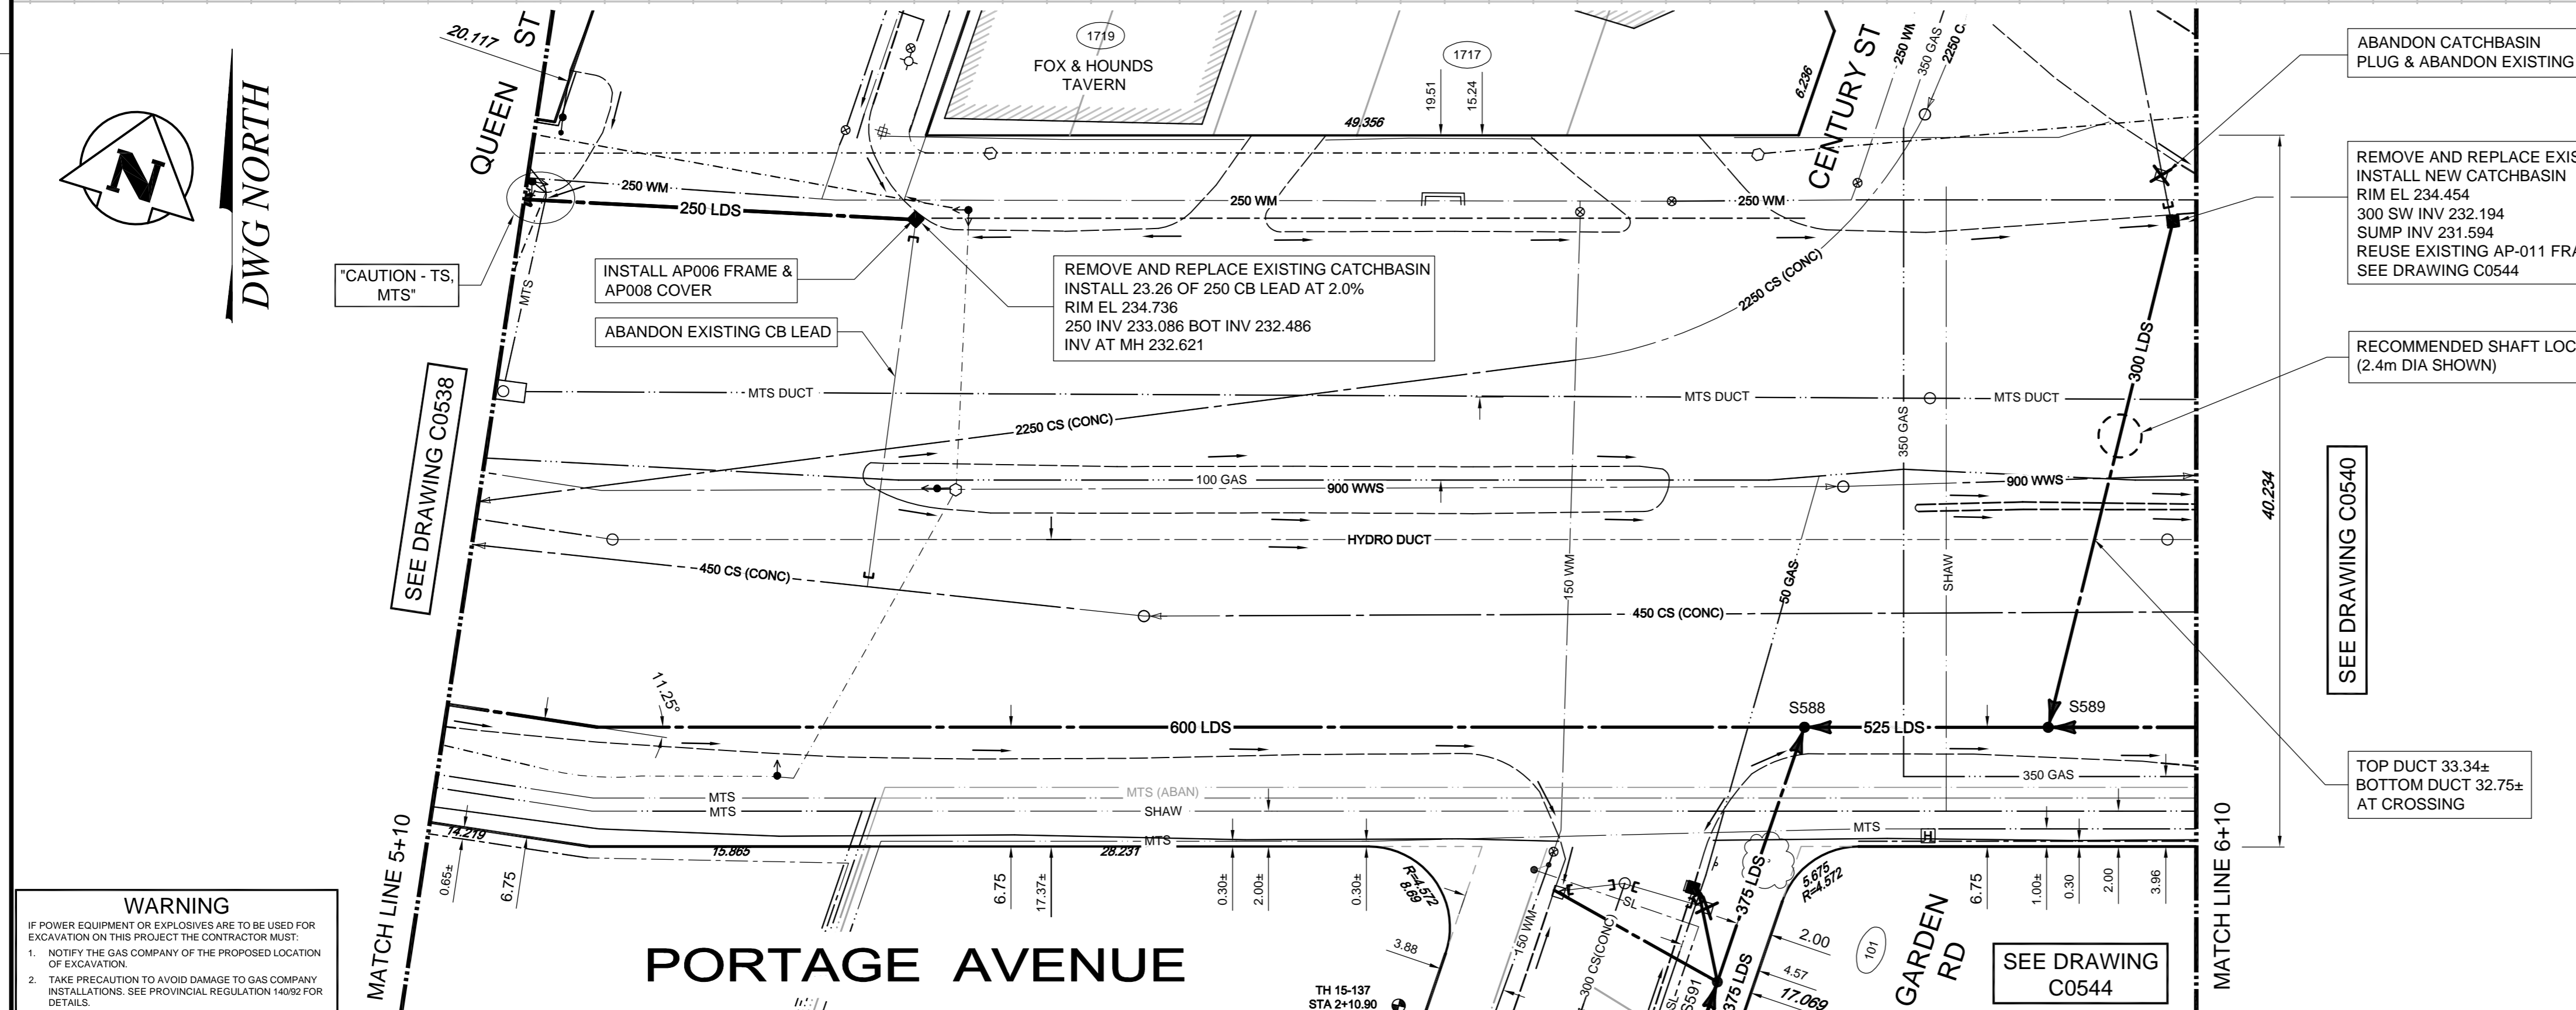 20.117
QUEEN ST
N
DWG NORTH
1719
FOX & HOUNDS
TAVERN
1717
19.51
15.24
49.356
6.236
CENTURY ST
250 WM
350 GAS
2250 C
ABANDON CATCHBASIN
PLUG & ABANDON EXISTING
250 WM
250 LDS
250 WM
250 WM
REMOVE AND REPLACE EXIS
INSTALL NEW CATCHBASIN
RIM EL 234.454
300 SW INV 232.194
SUMP INV 231.594
REUSE EXISTING AP-011 FRA
SEE DRAWING C0544
"CAUTION - TS,
MTS"
MTS
INSTALL AP006 FRAME &
AP008 COVER
ABANDON EXISTING CB LEAD
REMOVE AND REPLACE EXISTING CATCHBASIN
INSTALL 23.26 OF 250 CB LEAD AT 2.0%
RIM EL 234.736
250 INV 233.086 BOT INV 232.486
INV AT MH 232.621
2250 CS (CONC)
300 LDS
RECOMMENDED SHAFT LOC
(2.4m DIA SHOWN)
SEE DRAWING C0538
MTS DUCT
MTS DUCT
MTS DUCT
2250 CS (CONC)
350 GAS
100 GAS
900 WWS
900 WWS
40.234
SEE DRAWING C0540
HYDRO DUCT
450 CS (CONC)
150 WM
50 GAS
SHAW
450 CS (CONC)
11.25°
600 LDS
S588
525 LDS
S589
350 GAS
TOP DUCT 33.34±
BOTTOM DUCT 32.75±
AT CROSSING
MTS
MTS
MTS (ABAN)
SHAW
MTS
MTS
H
14.219
15.865
28.231
0.65±
6.75
6.75
17.37±
0.30±
2.00±
0.30±
R=4.572
8.69
3.88
150 WM
SL
300 CS(CONC)
375 LDS
5.675
R=4.572
6.75
1.00±
0.30
2.00
3.96
MATCH LINE 5+10
MATCH LINE 6+10
WARNING
IF POWER EQUIPMENT OR EXPLOSIVES ARE TO BE USED FOR
EXCAVATION ON THIS PROJECT THE CONTRACTOR MUST:
1. NOTIFY THE GAS COMPANY OF THE PROPOSED LOCATION
OF EXCAVATION.
2. TAKE PRECAUTION TO AVOID DAMAGE TO GAS COMPANY
INSTALLATIONS. SEE PROVINCIAL REGULATION 140/92 FOR
DETAILS.
PORTAGE AVENUE
TH 15-137
STA 2+10.90
SL
S591
375 LDS
2.00
4.57
17.069
101
GARDEN
RD
SEE DRAWING
C0544